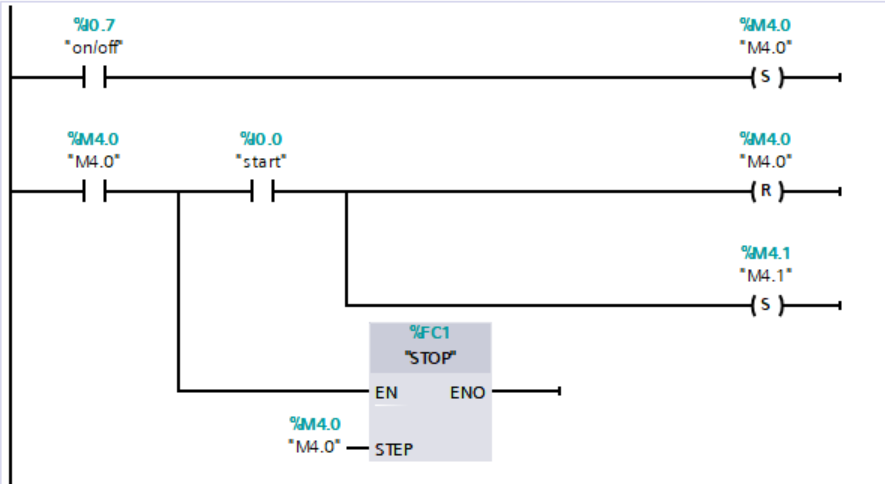 %I0.7
"on/off"
%M4.0
"M4.0"
( S )
%M4.0
"M4.0"
%I0.0
"start"
%M4.0
"M4.0"
( R )
%M4.1
"M4.1"
( S )
%FC1
"STOP"
EN ENO
%M4.0
"M4.0" STEP